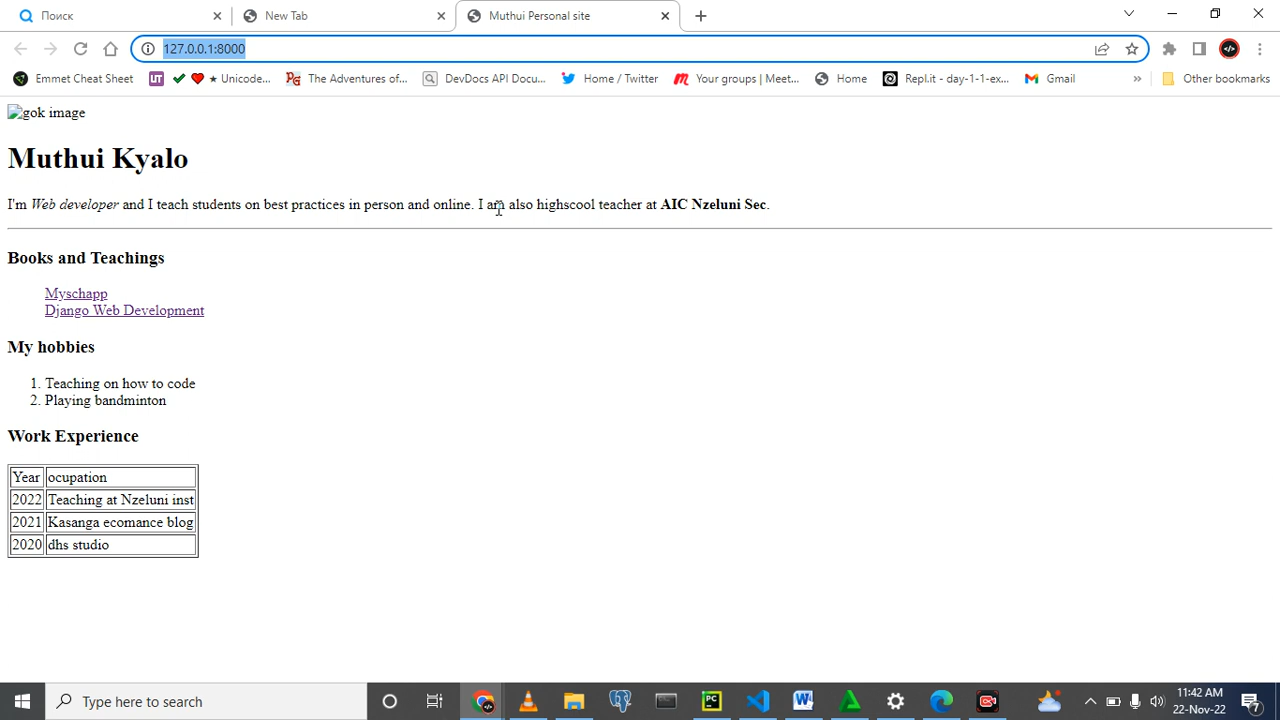 Поиск
New Tab
Muthui Personal site
127.0.0.1:8000
Emmet Cheat Sheet
UT ✔ ❤ ★ Unicode...
PG The Adventures of...
DevDocs API Docu...
Home / Twitter
Your groups | Meet...
Home
Repl.it - day-1-1-ex...
Gmail
»
Other bookmarks
gok image
Muthui Kyalo
I'm Web developer and I teach students on best practices in person and online. I am also highscool teacher at AIC Nzeluni Sec.
Books and Teachings
Myschapp
Django Web Development
My hobbies
1. Teaching on how to code
2. Playing bandminton
Work Experience
Year ocupation
2022 Teaching at Nzeluni inst
2021 Kasanga ecomance blog
2020 dhs studio
Type here to search
PC
W
11:42 AM
22-Nov-22
7